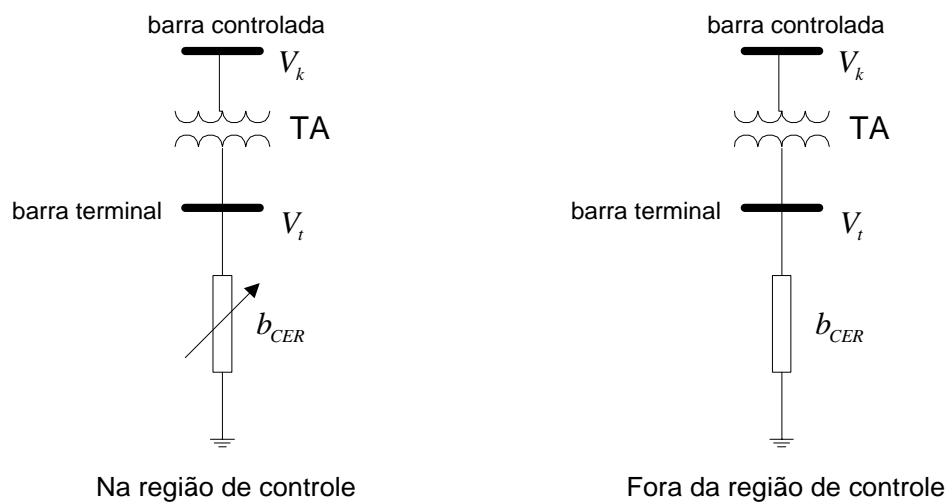 barra controlada
V_k
TA
barra terminal
V_t
b_CER
Na região de controle
barra controlada
V_k
TA
barra terminal
V_t
b_CER
Fora da região de controle